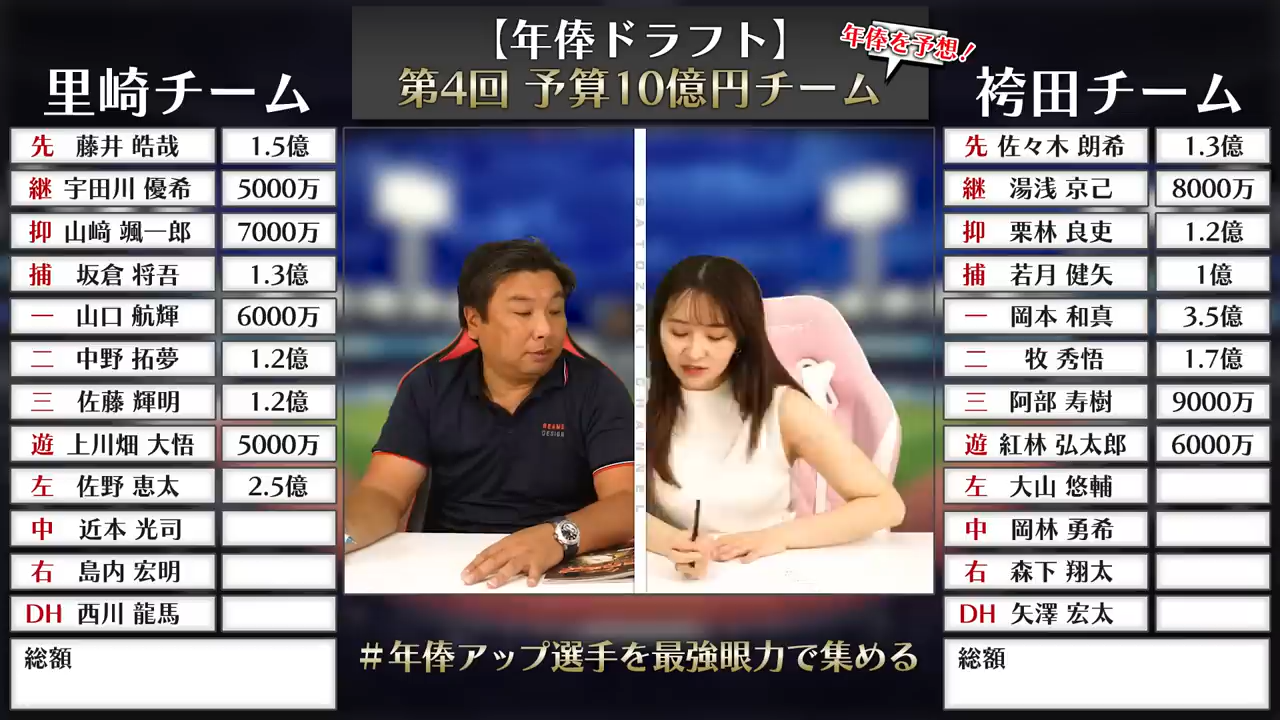 【年俸ドラフト】
第4回 予算10億円チーム
年俸を予想!
里崎チーム
先 藤井 皓哉 1.5億
継 宇田川 優希 5000万
抑 山﨑 颯一郎 7000万
捕 坂倉 将吾 1.3億
一 山口 航輝 6000万
二 中野 拓夢 1.2億
三 佐藤 輝明 1.2億
遊 上川畑 大悟 5000万
左 佐野 恵太 2.5億
中 近本 光司
右 島内 宏明
DH 西川 龍馬
総額
SATOZAKI CHANNEL
BEAMS
DESIGN
袴田チーム
先 佐々木 朗希 1.3億
継 湯浅 京己 8000万
抑 栗林 良吏 1.2億
捕 若月 健矢 1億
一 岡本 和真 3.5億
二 牧 秀悟 1.7億
三 阿部 寿樹 9000万
遊 紅林 弘太郎 6000万
左 大山 悠輔
中 岡林 勇希
右 森下 翔太
DH 矢澤 宏太
総額
#年俸アップ選手を最強眼力で集める